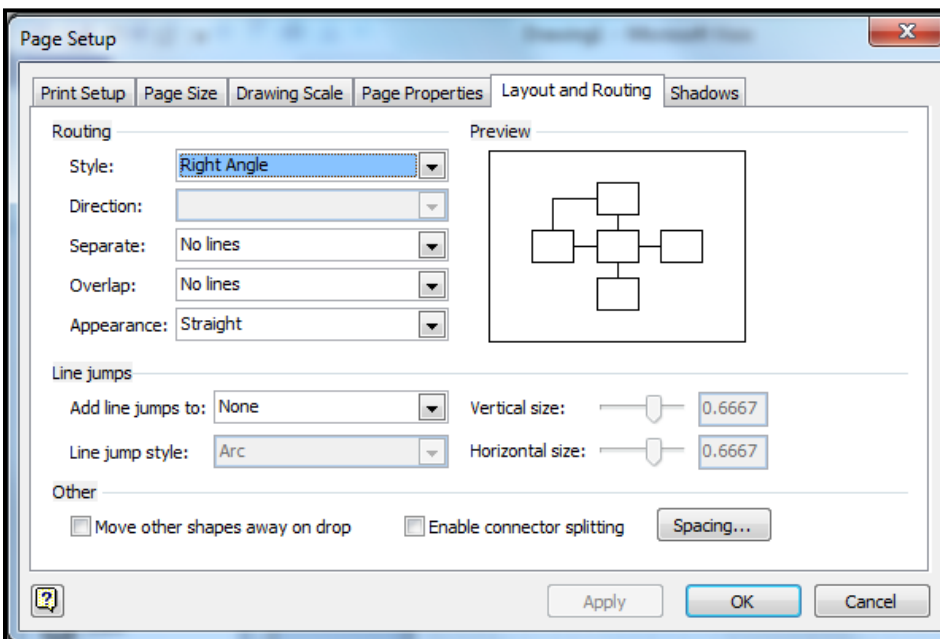 Page Setup
Print Setup Page Size Drawing Scale Page Properties Layout and Routing Shadows
Routing Preview
Style: Right Angle
Direction:
Separate: No lines
Overlap: No lines
Appearance: Straight
Line jumps
Add line jumps to: None Vertical size: 0.6667
Line jump style: Arc Horizontal size: 0.6667
Other
Move other shapes away on drop Enable connector splitting Spacing...
Apply OK Cancel